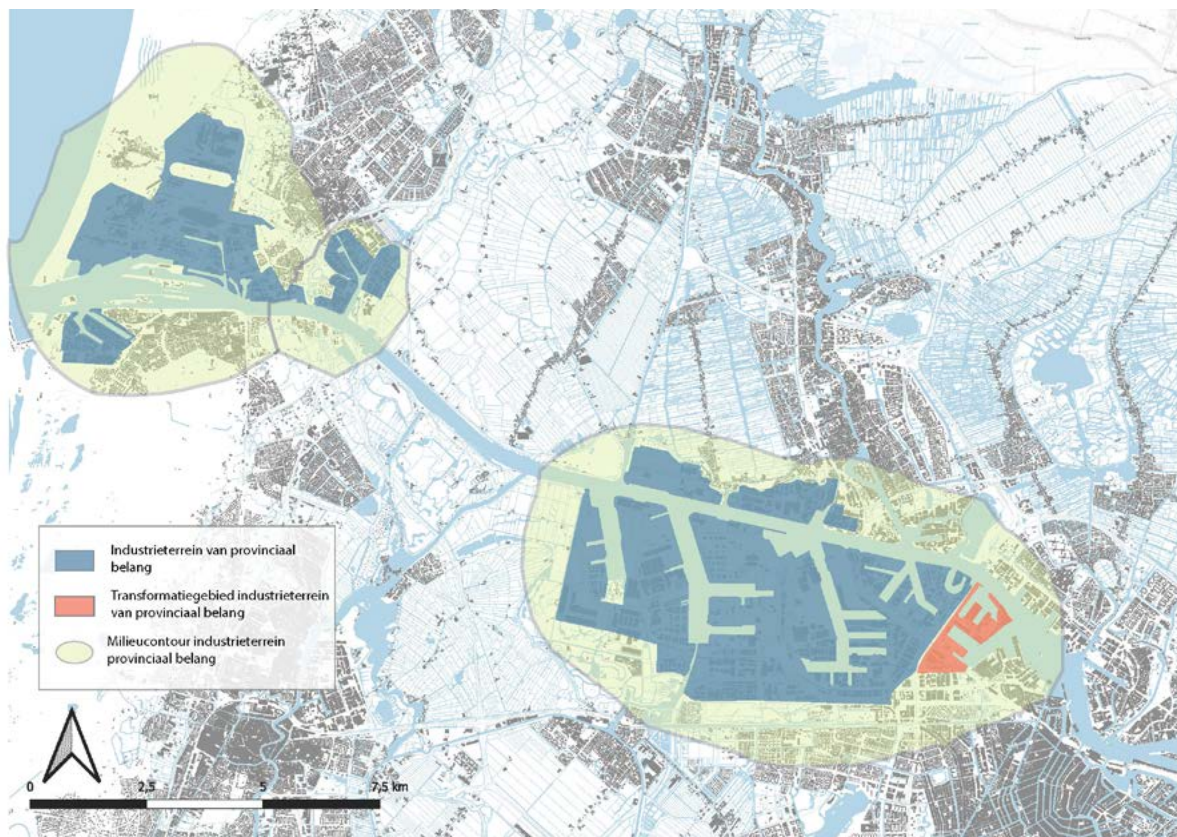 Industrieterrein van provinciaal
belang
Transformatiegebied industrieterrein
van provinciaal belang
Milieucontour industrieterrein
provinciaal belang
0 2,5 5 7,5 km